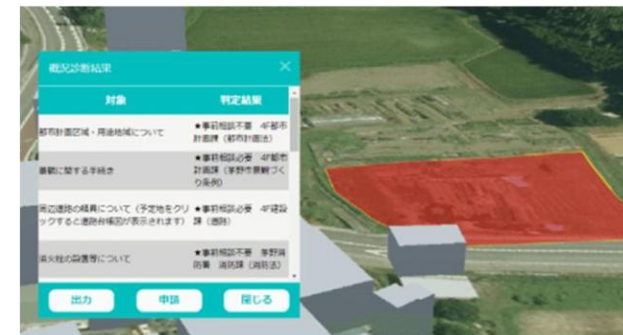 概況診断結果
対象 判定結果
都市計画区域・用途地域について
★事前相談不要 4F都市
計画課（都市計画法）
景観に関する手続き
★事前相談必要 4F都市
計画課（茅野市景観づく
り条例）
周辺道路の幅員について（予定地をクリ
ックすると道路台帳図が表示されます）
★事前相談必要 4F建設
課（道路）
消火栓の設置等について
★事前相談不要 茅野消
防署 消防課（消防法）
出力 申請 閉じる